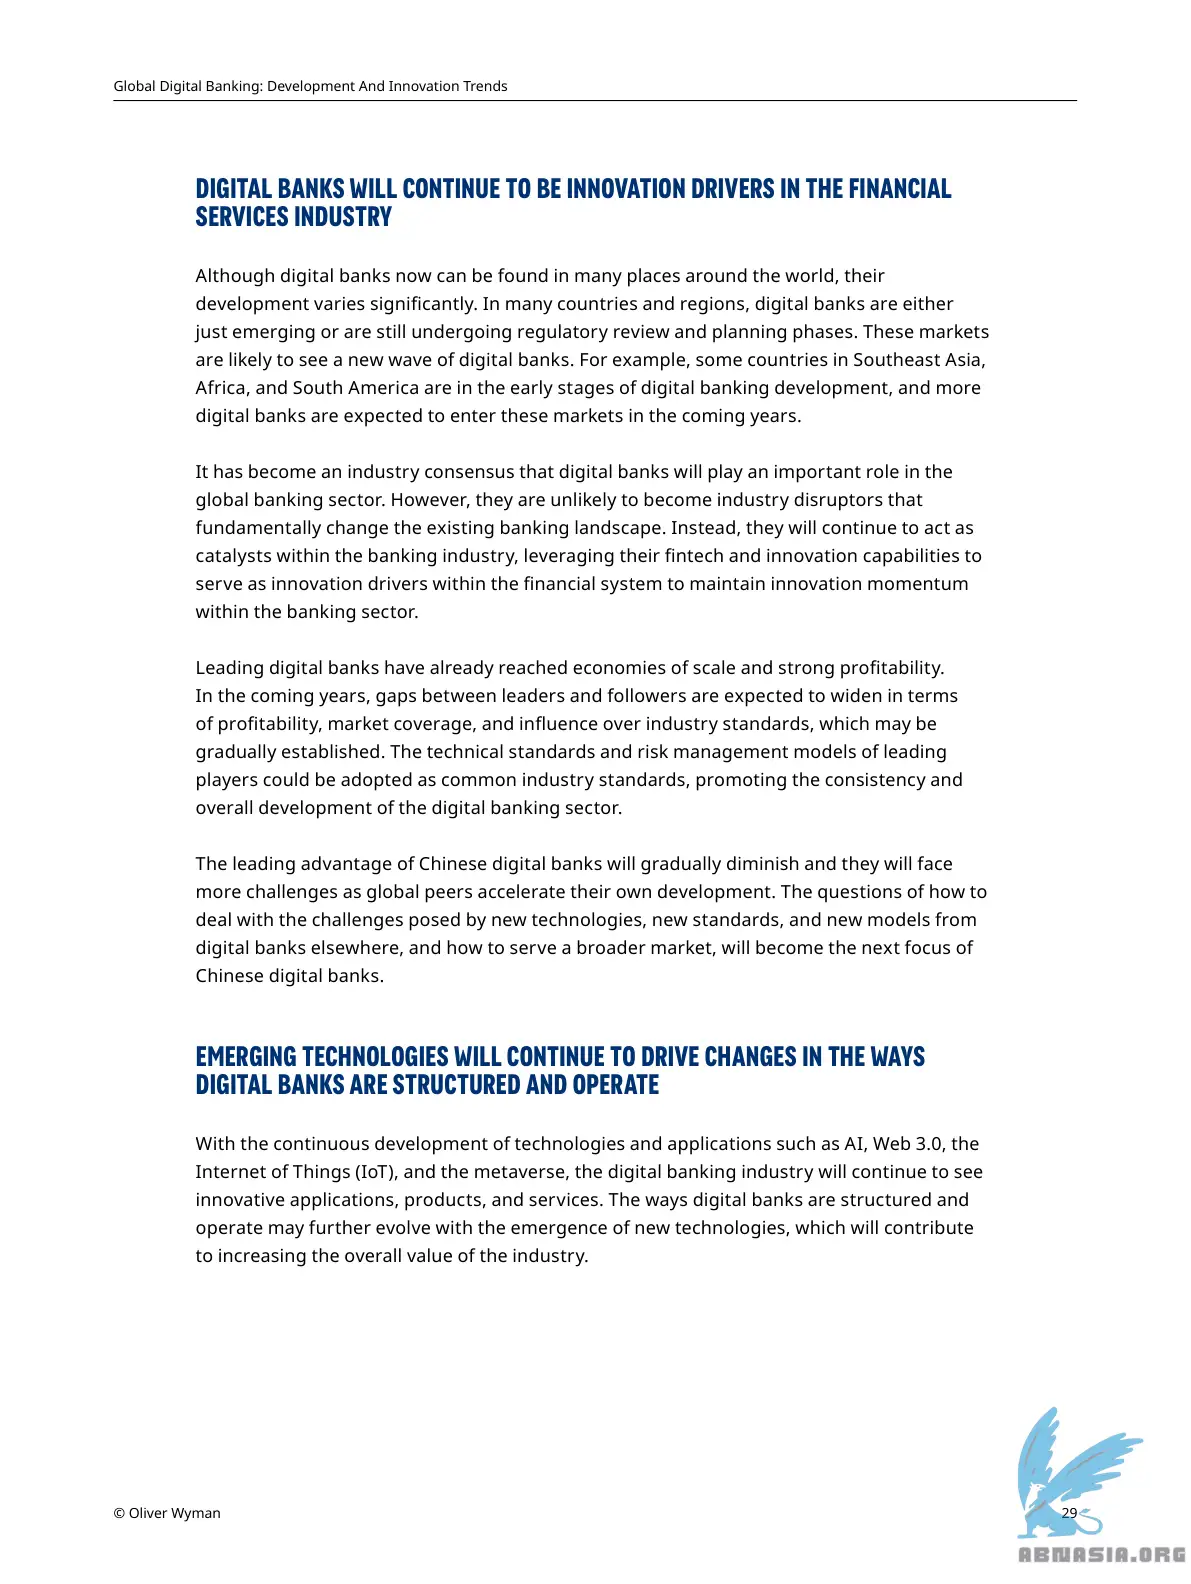 Global Digital Banking: Development And Innovation Trends
DIGITAL BANKS WILL CONTINUE TO BE INNOVATION DRIVERS IN THE FINANCIAL
SERVICES INDUSTRY
Although digital banks now can be found in many places around the world, their
development varies significantly. In many countries and regions, digital banks are either
just emerging or are still undergoing regulatory review and planning phases. These markets
are likely to see a new wave of digital banks. For example, some countries in Southeast Asia,
Africa, and South America are in the early stages of digital banking development, and more
digital banks are expected to enter these markets in the coming years.
It has become an industry consensus that digital banks will play an important role in the
global banking sector. However, they are unlikely to become industry disruptors that
fundamentally change the existing banking landscape. Instead, they will continue to act as
catalysts within the banking industry, leveraging their fintech and innovation capabilities to
serve as innovation drivers within the financial system to maintain innovation momentum
within the banking sector.
Leading digital banks have already reached economies of scale and strong profitability.
In the coming years, gaps between leaders and followers are expected to widen in terms
of profitability, market coverage, and influence over industry standards, which may be
gradually established. The technical standards and risk management models of leading
players could be adopted as common industry standards, promoting the consistency and
overall development of the digital banking sector.
The leading advantage of Chinese digital banks will gradually diminish and they will face
more challenges as global peers accelerate their own development. The questions of how to
deal with the challenges posed by new technologies, new standards, and new models from
digital banks elsewhere, and how to serve a broader market, will become the next focus of
Chinese digital banks.
EMERGING TECHNOLOGIES WILL CONTINUE TO DRIVE CHANGES IN THE WAYS
DIGITAL BANKS ARE STRUCTURED AND OPERATE
With the continuous development of technologies and applications such as AI, Web 3.0, the
Internet of Things (IoT), and the metaverse, the digital banking industry will continue to see
innovative applications, products, and services. The ways digital banks are structured and
operate may further evolve with the emergence of new technologies, which will contribute
to increasing the overall value of the industry.
© Oliver Wyman
29
ABNASIA.ORG